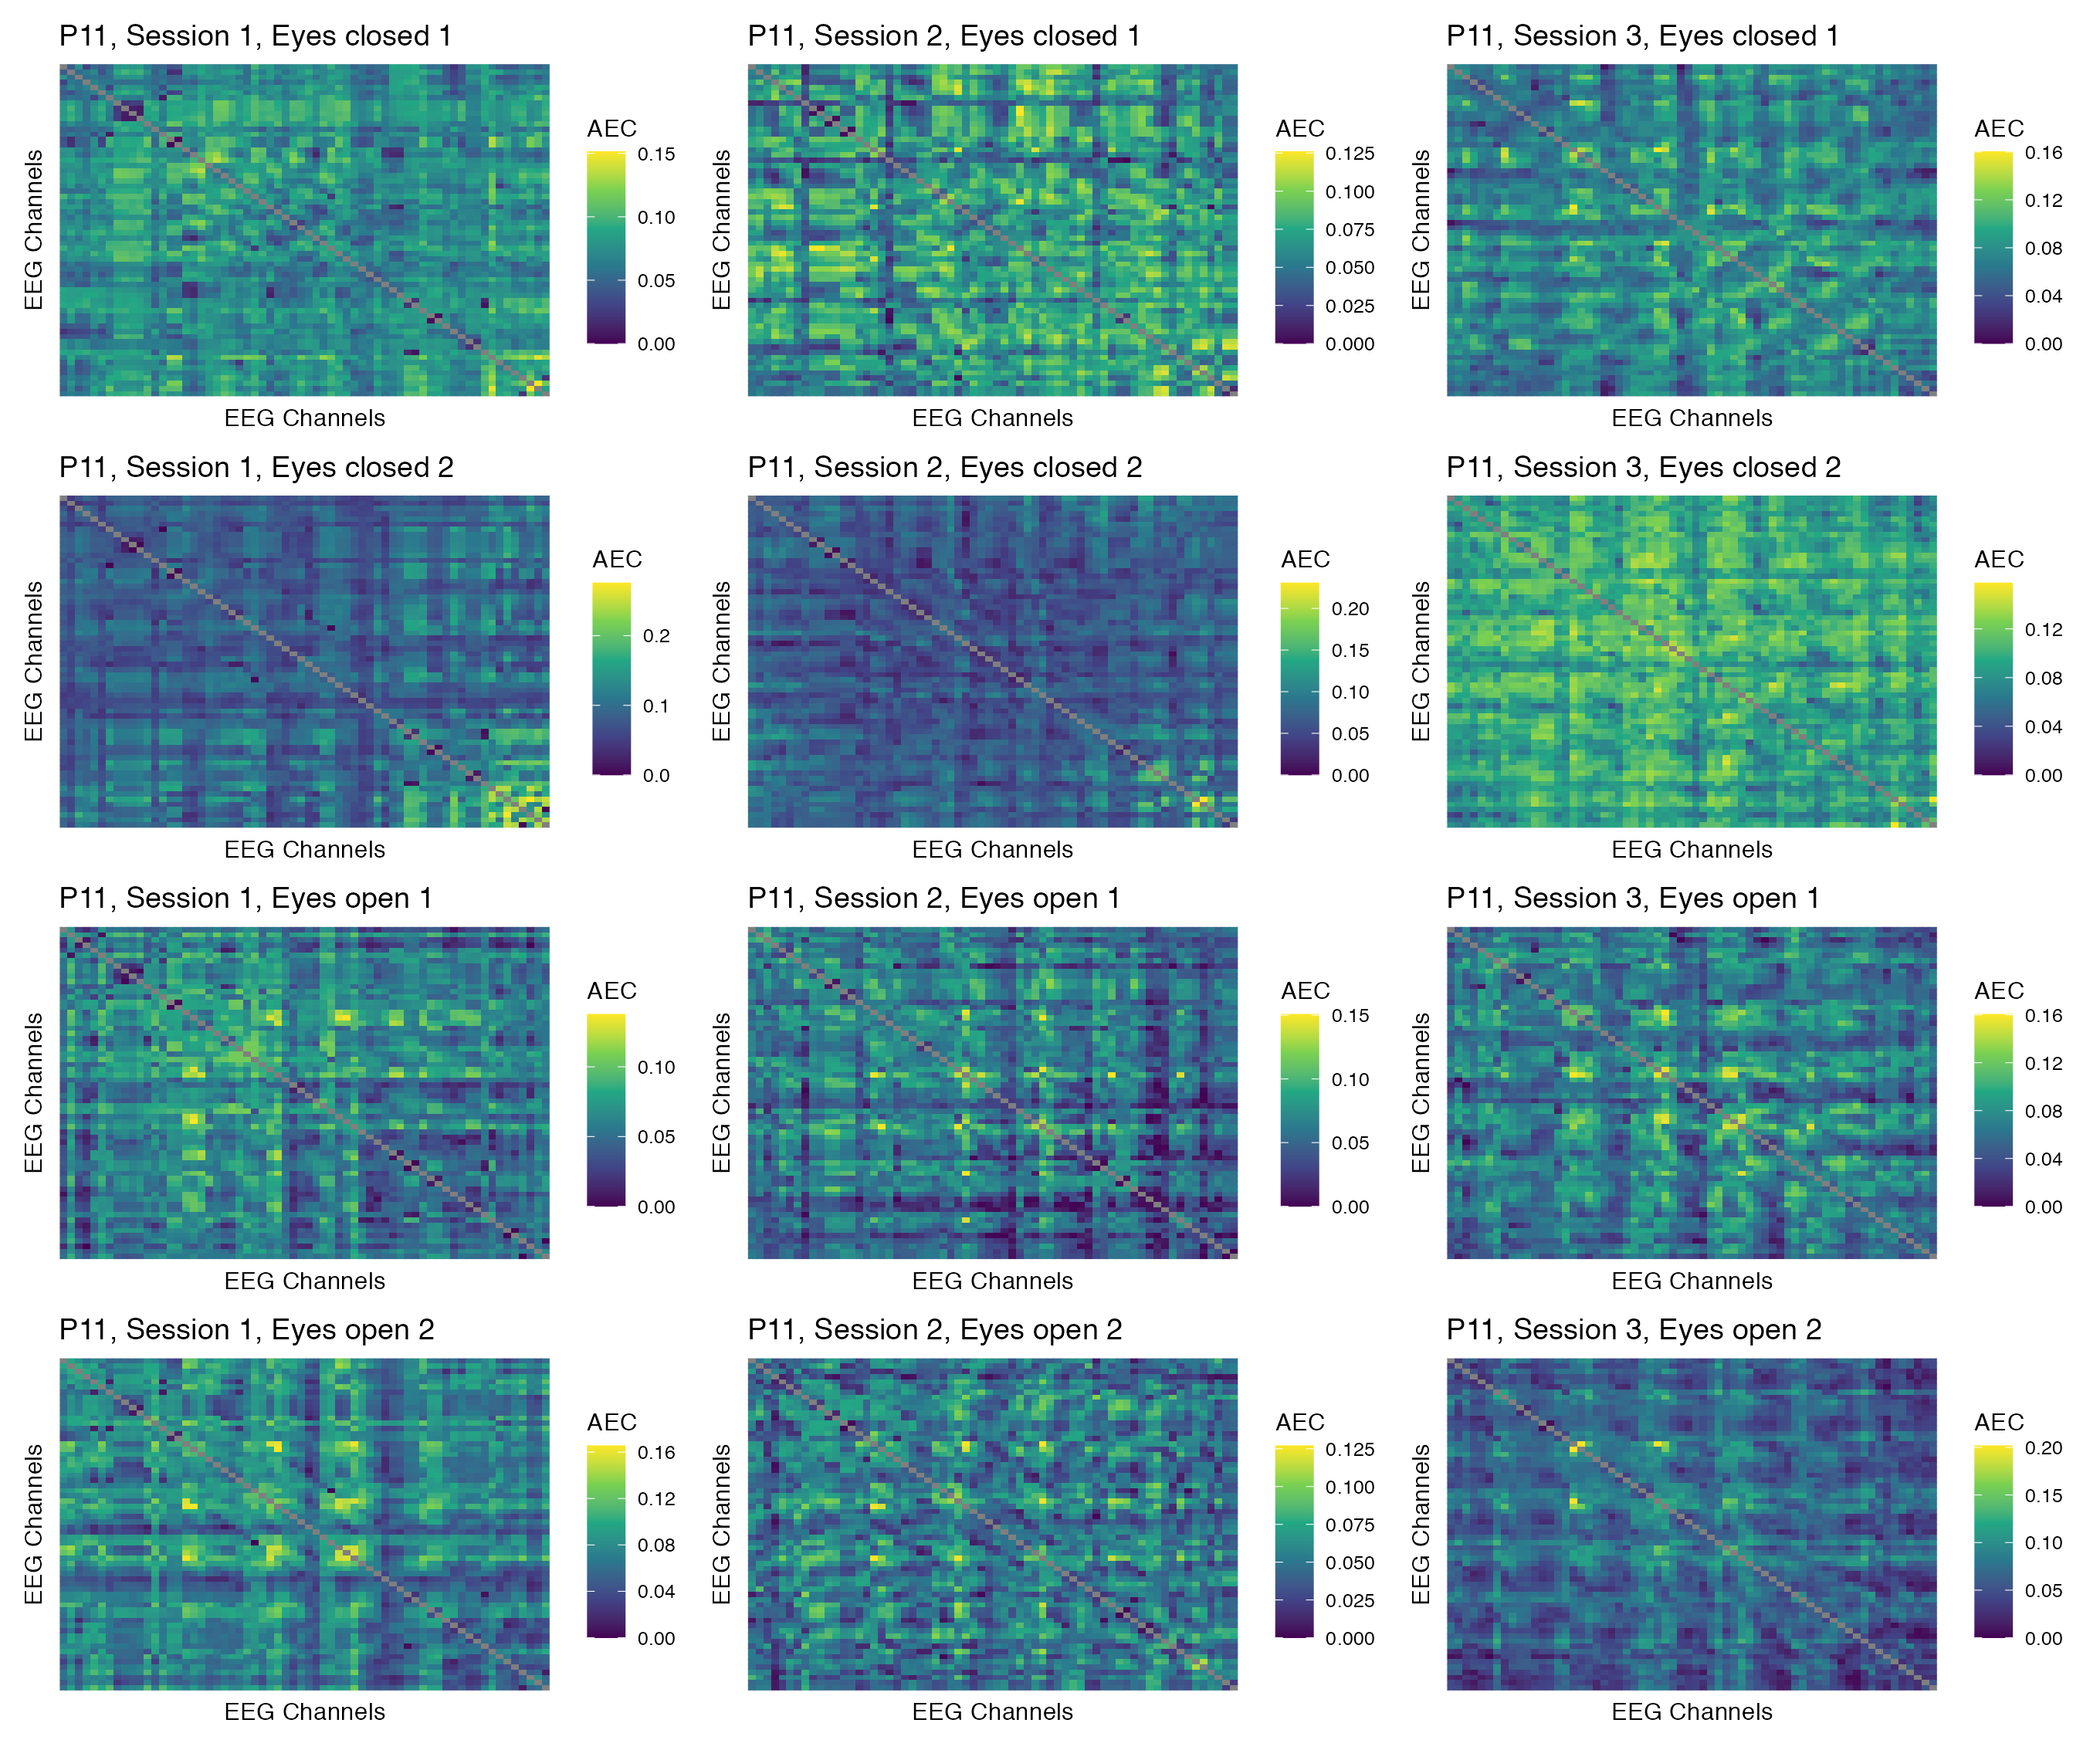 P11, Session 1, Eyes closed 1
EEG Channels
EEG Channels
AEC
0.15
0.10
0.05
0.00
P11, Session 2, Eyes closed 1
EEG Channels
EEG Channels
AEC
0.125
0.100
0.075
0.050
0.025
0.000
P11, Session 3, Eyes closed 1
EEG Channels
EEG Channels
AEC
0.16
0.12
0.08
0.04
0.00
P11, Session 1, Eyes closed 2
EEG Channels
EEG Channels
AEC
0.2
0.1
0.0
P11, Session 2, Eyes closed 2
EEG Channels
EEG Channels
AEC
0.20
0.15
0.10
0.05
0.00
P11, Session 3, Eyes closed 2
EEG Channels
EEG Channels
AEC
0.12
0.08
0.04
0.00
P11, Session 1, Eyes open 1
EEG Channels
EEG Channels
AEC
0.10
0.05
0.00
P11, Session 2, Eyes open 1
EEG Channels
EEG Channels
AEC
0.15
0.10
0.05
0.00
P11, Session 3, Eyes open 1
EEG Channels
EEG Channels
AEC
0.16
0.12
0.08
0.04
0.00
P11, Session 1, Eyes open 2
EEG Channels
EEG Channels
AEC
0.16
0.12
0.08
0.04
0.00
P11, Session 2, Eyes open 2
EEG Channels
EEG Channels
AEC
0.125
0.100
0.075
0.050
0.025
0.000
P11, Session 3, Eyes open 2
EEG Channels
EEG Channels
AEC
0.20
0.15
0.10
0.05
0.00